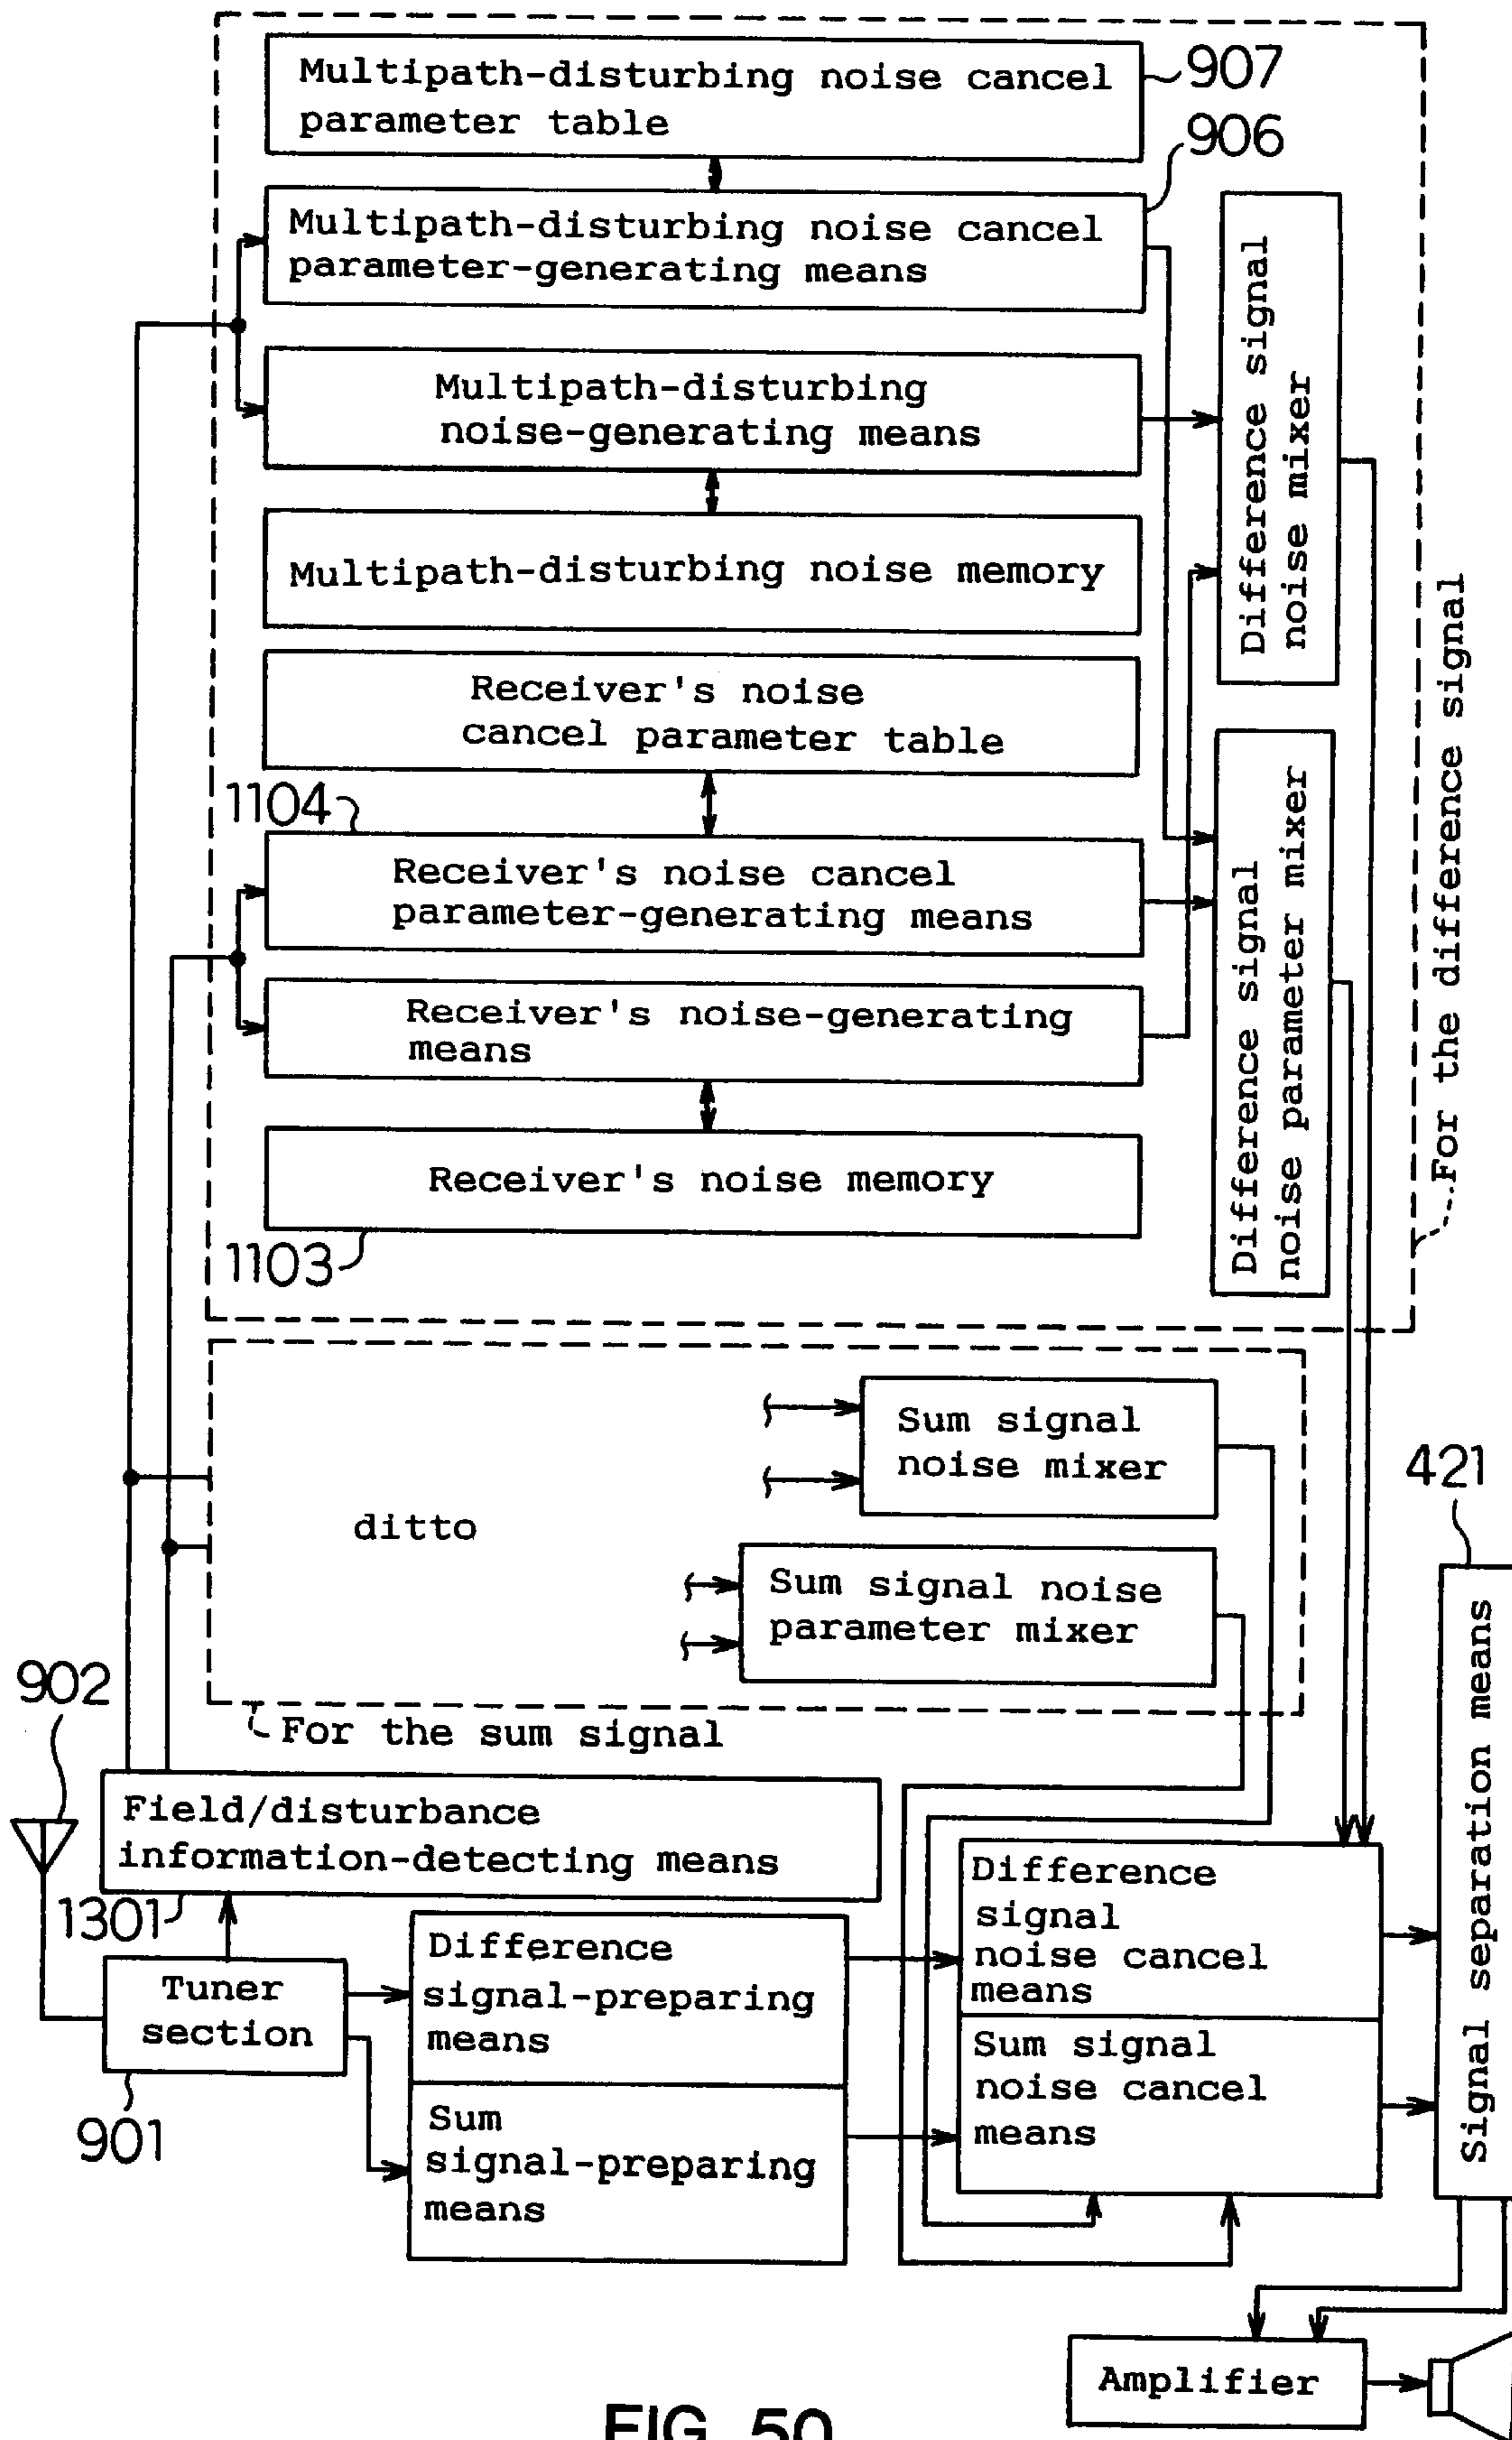 Multipath-disturbing noise cancel
parameter table
907
906
Multipath-disturbing noise cancel
parameter-generating means
Multipath-disturbing
noise-generating means
Difference signal
noise mixer
Multipath-disturbing noise memory
Receiver's noise
cancel parameter table
1104
Receiver's noise cancel
parameter-generating means
Receiver's noise-generating
means
Difference signal
noise parameter mixer
For the difference signal
Receiver's noise memory
1103
Sum signal
noise mixer
ditto
Sum signal noise
parameter mixer
For the sum signal
421
Signal separation means
902
Field/disturbance
information-detecting means
1301
Tuner
section
901
Difference
signal-preparing
means
Sum
signal-preparing
means
Difference
signal
noise cancel
means
Sum signal
noise cancel
means
Amplifier
FIG. 50